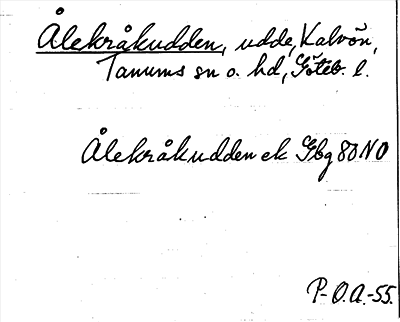 Ålekråkudden, udde, Kalvön,
Tanums sn o. hd, Göteb. l.
Ålekråkudden ek Gbg 80 NO
P-O.A.-55.